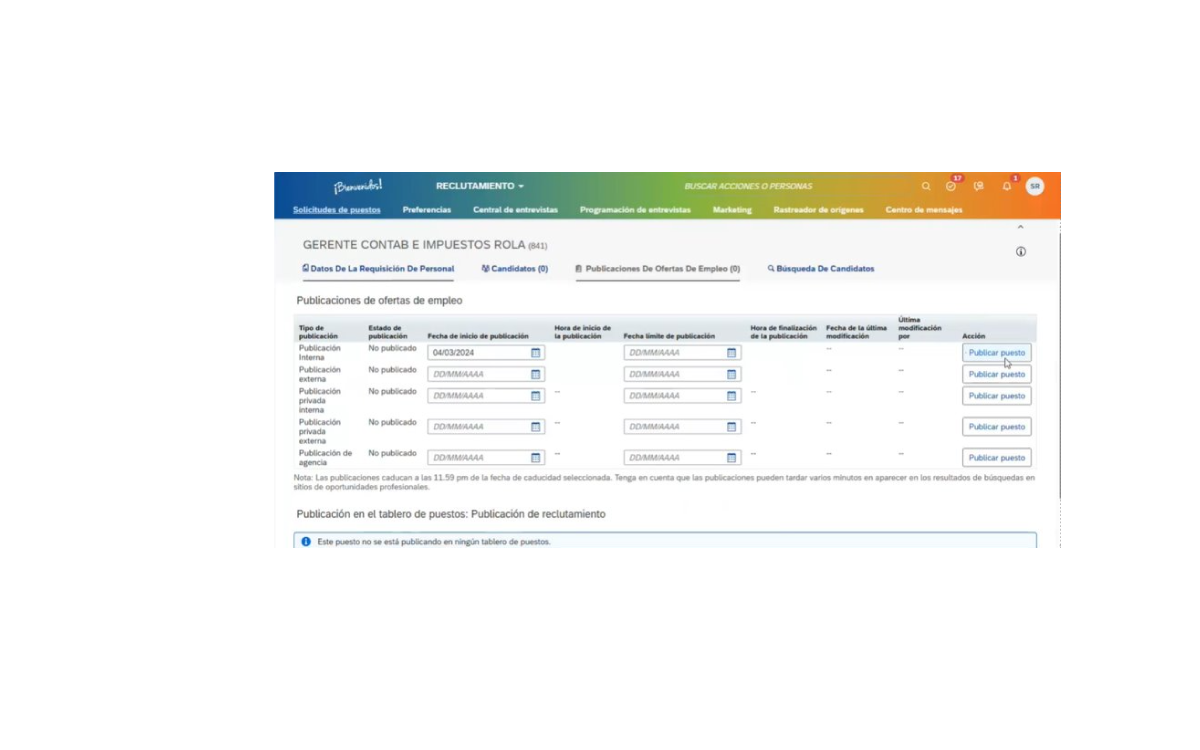 ¡Bienvenidos!
RECLUTAMIENTO
BUSCAR ACCIONES O PERSONAS
17
1
SR
Solicitudes de puestos Preferencias Central de entrevistas Programación de entrevistas Marketing Rastreador de orígenes Centro de mensajes
GERENTE CONTAB E IMPUESTOS ROLA (841)
Datos De La Requisición De Personal Candidatos (0) Publicaciones De Ofertas De Empleo (0) Búsqueda De Candidatos
Publicaciones de ofertas de empleo
Tipo de publicación Estado de publicación Fecha de inicio de publicación Hora de inicio de la publicación Fecha límite de publicación Hora de finalización de la publicación Fecha de la última modificación Última modificación por Acción
Publicación Interna No publicado 04/03/2024 DD/MM/AAAA -- -- Publicar puesto
Publicación externa No publicado DD/MM/AAAA DD/MM/AAAA -- -- Publicar puesto
Publicación privada interna No publicado DD/MM/AAAA -- DD/MM/AAAA -- -- -- Publicar puesto
Publicación privada externa No publicado DD/MM/AAAA -- DD/MM/AAAA -- -- -- Publicar puesto
Publicación de agencia No publicado DD/MM/AAAA -- DD/MM/AAAA -- -- -- Publicar puesto
Nota: Las publicaciones caducan a las 11.59 pm de la fecha de caducidad seleccionada. Tenga en cuenta que las publicaciones pueden tardar varios minutos en aparecer en los resultados de búsquedas en
sitios de oportunidades profesionales.
Publicación en el tablero de puestos: Publicación de reclutamiento
Este puesto no se está publicando en ningún tablero de puestos.